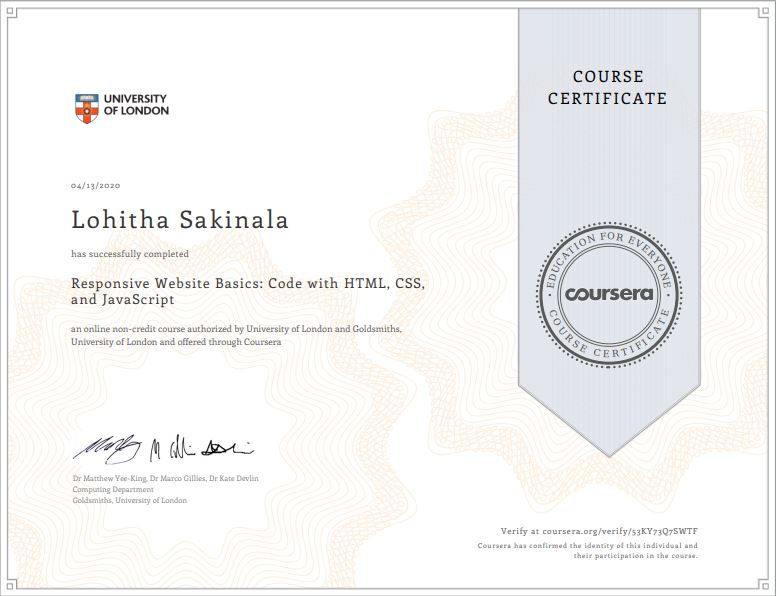 UNIVERSITY
OF LONDON
COURSE
CERTIFICATE
04/13/2020
Lohitha Sakinala
has successfully completed
Responsive Website Basics: Code with HTML, CSS,
and JavaScript
an online non-credit course authorized by University of London and Goldsmiths,
University of London and offered through Coursera
EDUCATION FOR EVERYONE
coursera
COURSE CERTIFICATE
Dr Matthew Yee-King, Dr Marco Gillies, Dr Kate Devlin
Computing Department
Goldsmiths, University of London
Verify at coursera.org/verify/53KY73Q7SWTF
Coursera has confirmed the identity of this individual and
their participation in the course.